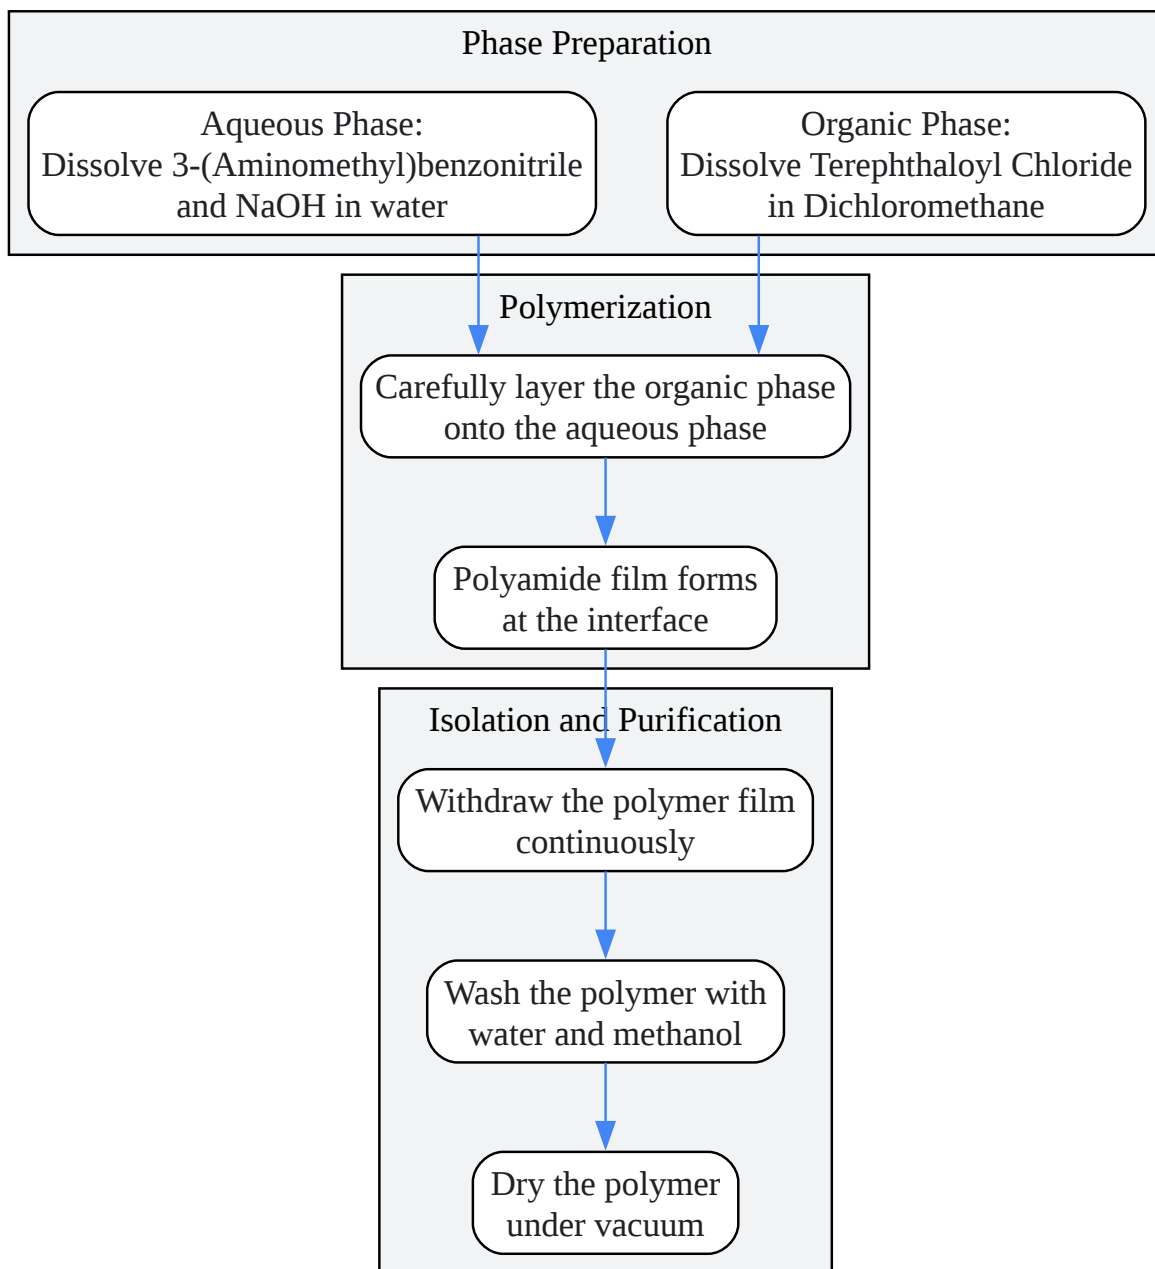 Phase Preparation
Aqueous Phase:
Dissolve 3-(Aminomethyl)benzonitrile
and NaOH in water
Organic Phase:
Dissolve Terephthaloyl Chloride
in Dichloromethane
Polymerization
Carefully layer the organic phase
onto the aqueous phase
Polyamide film forms
at the interface
Isolation and Purification
Withdraw the polymer film
continuously
Wash the polymer with
water and methanol
Dry the polymer
under vacuum